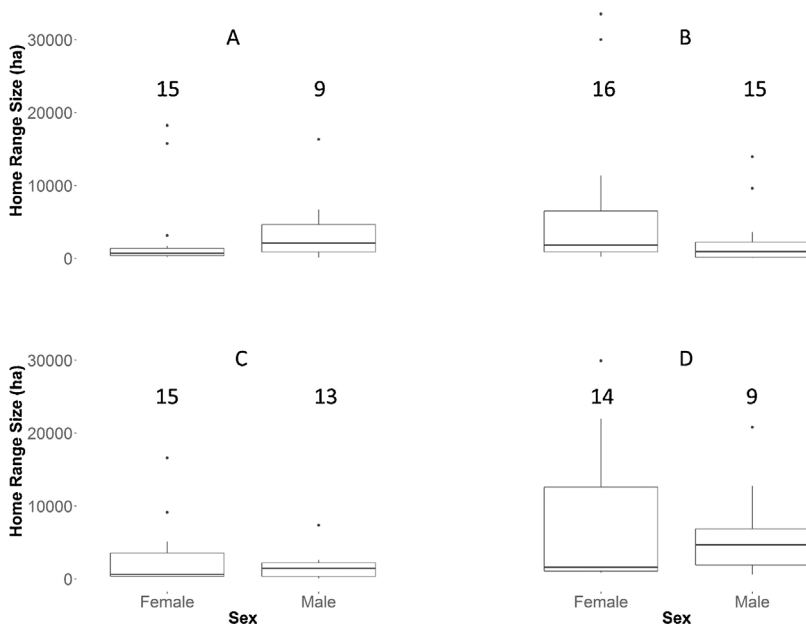 A
B
Home Range Size (ha)
30000
20000
10000
0
15
9
16
15
C
D
Home Range Size (ha)
30000
20000
10000
0
15
13
14
9
Female
Male
Female
Male
Sex
Sex